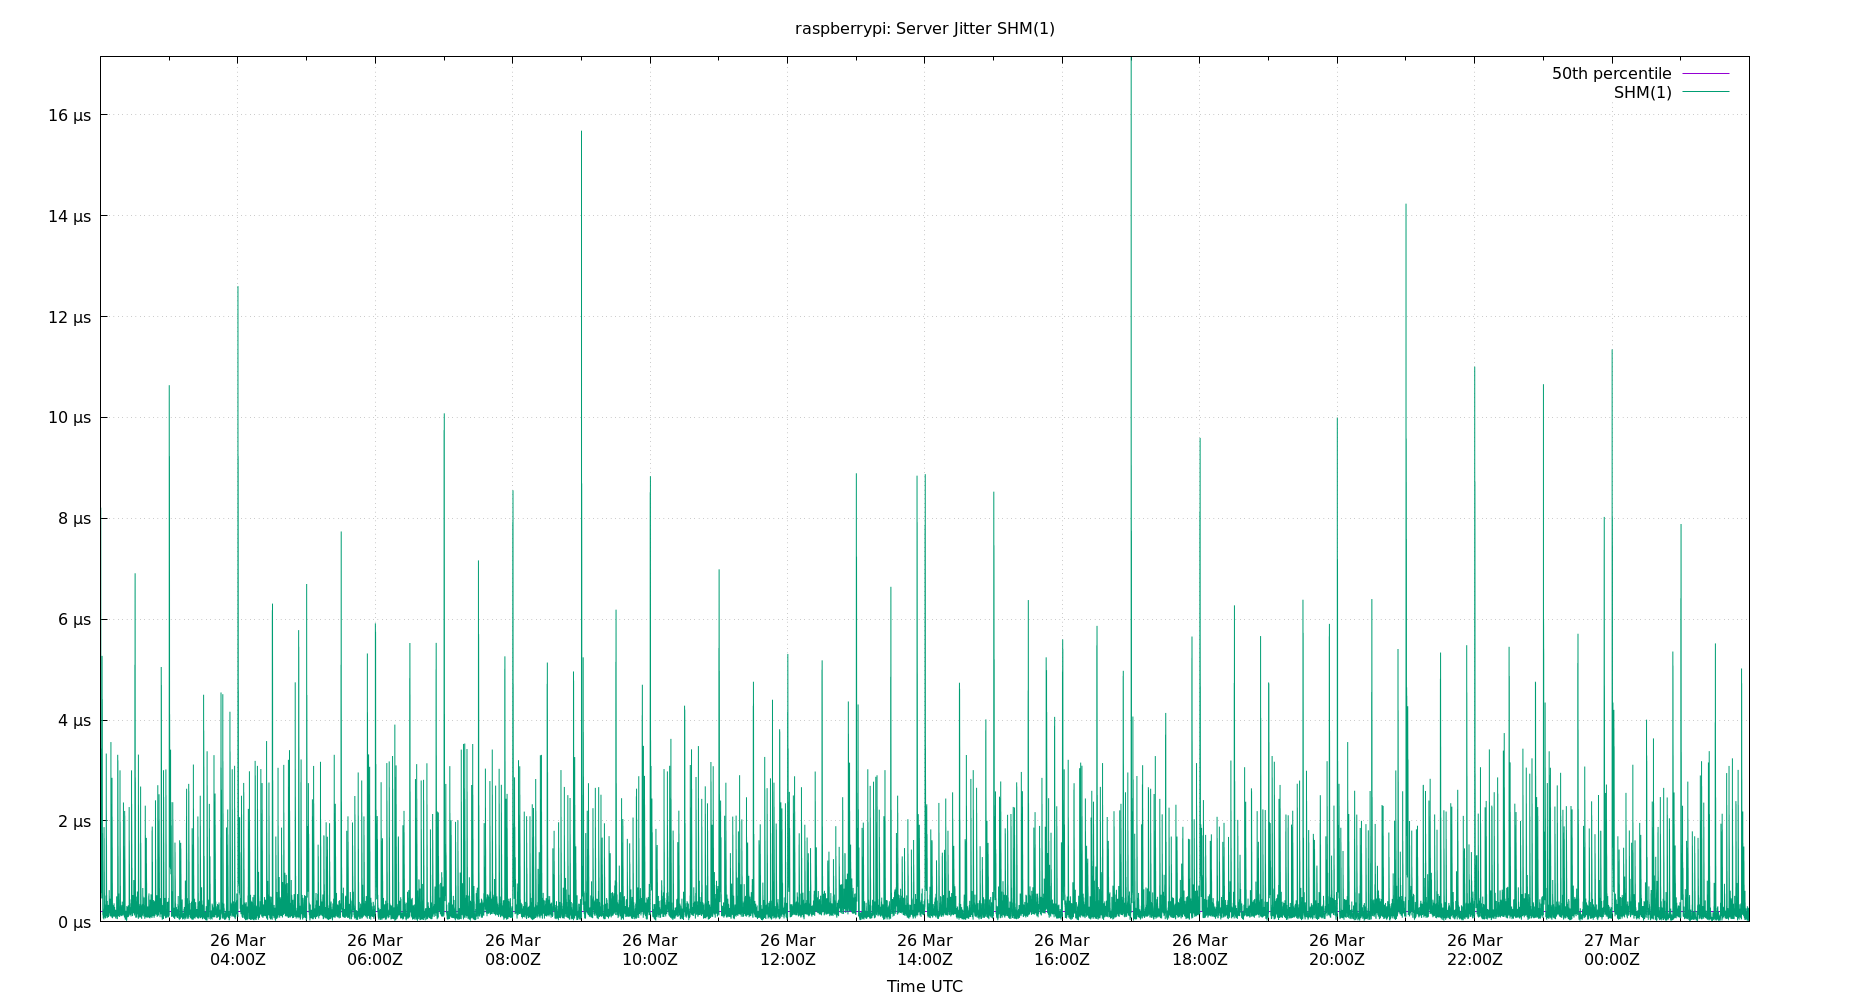 raspberrypi: Server Jitter SHM(1)
50th percentile
SHM(1)
16 µs
14 µs
12 µs
10 µs
8 µs
6 µs
4 µs
2 µs
0 µs
26 Mar 26 Mar 26 Mar 26 Mar 26 Mar 26 Mar 26 Mar 26 Mar 26 Mar 26 Mar 27 Mar
04:00Z 06:00Z 08:00Z 10:00Z 12:00Z 14:00Z 16:00Z 18:00Z 20:00Z 22:00Z 00:00Z
Time UTC